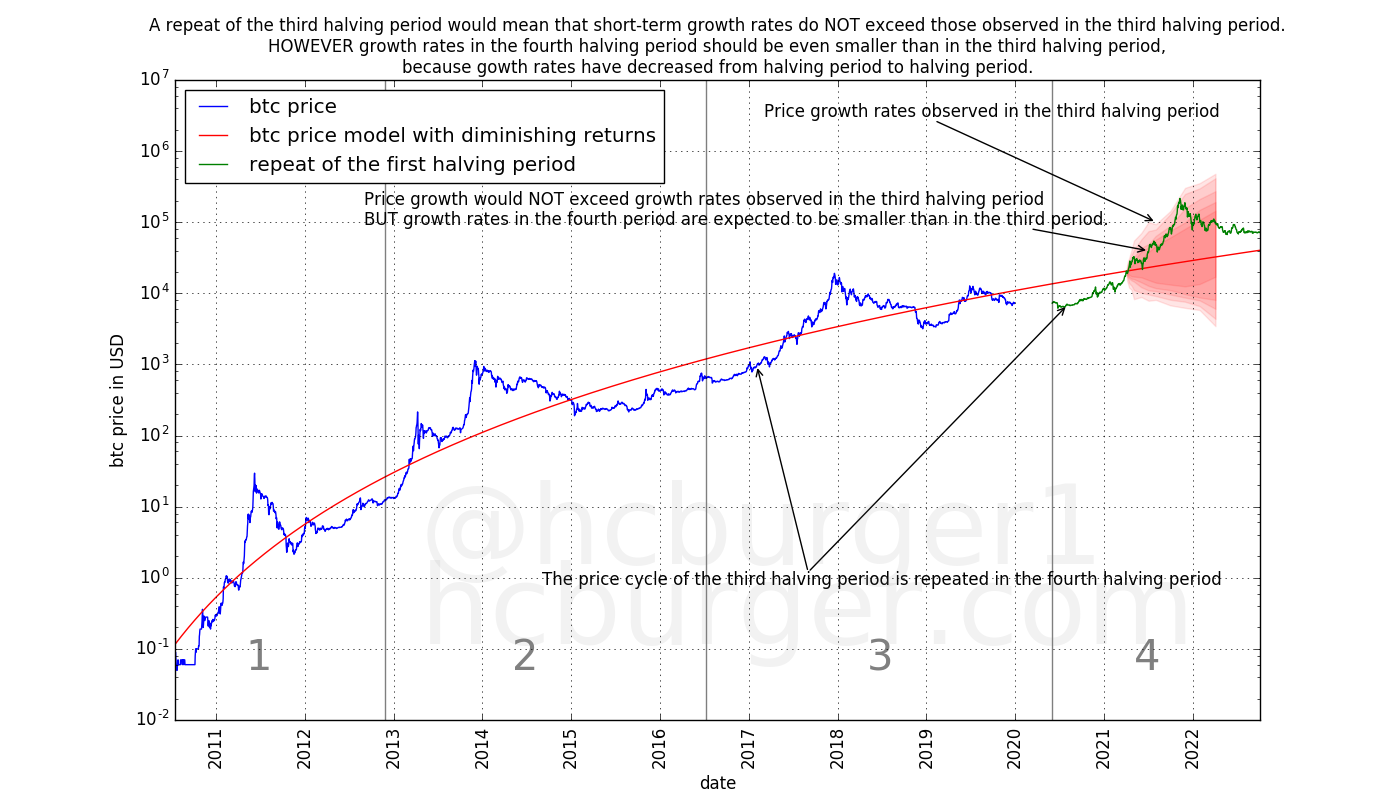 A repeat of the third halving period would mean that short-term growth rates do NOT exceed those observed in the third halving period.
HOWEVER growth rates in the fourth halving period should be even smaller than in the third halving period,
because gowth rates have decreased from halving period to halving period.
10^7
10^6
10^5
10^4
10^3
10^2
10^1
10^0
10^-1
10^-2
btc price in USD
btc price
btc price model with diminishing returns
repeat of the first halving period
Price growth rates observed in the third halving period
Price growth would NOT exceed growth rates observed in the third halving period
BUT growth rates in the fourth period are expected to be smaller than in the third period.
@hcburger1
The price cycle of the third halving period is repeated in the fourth halving period
hcburger.com
1
2
3
4
2011
2012
2013
2014
2015
2016
2017
2018
2019
2020
2021
2022
date